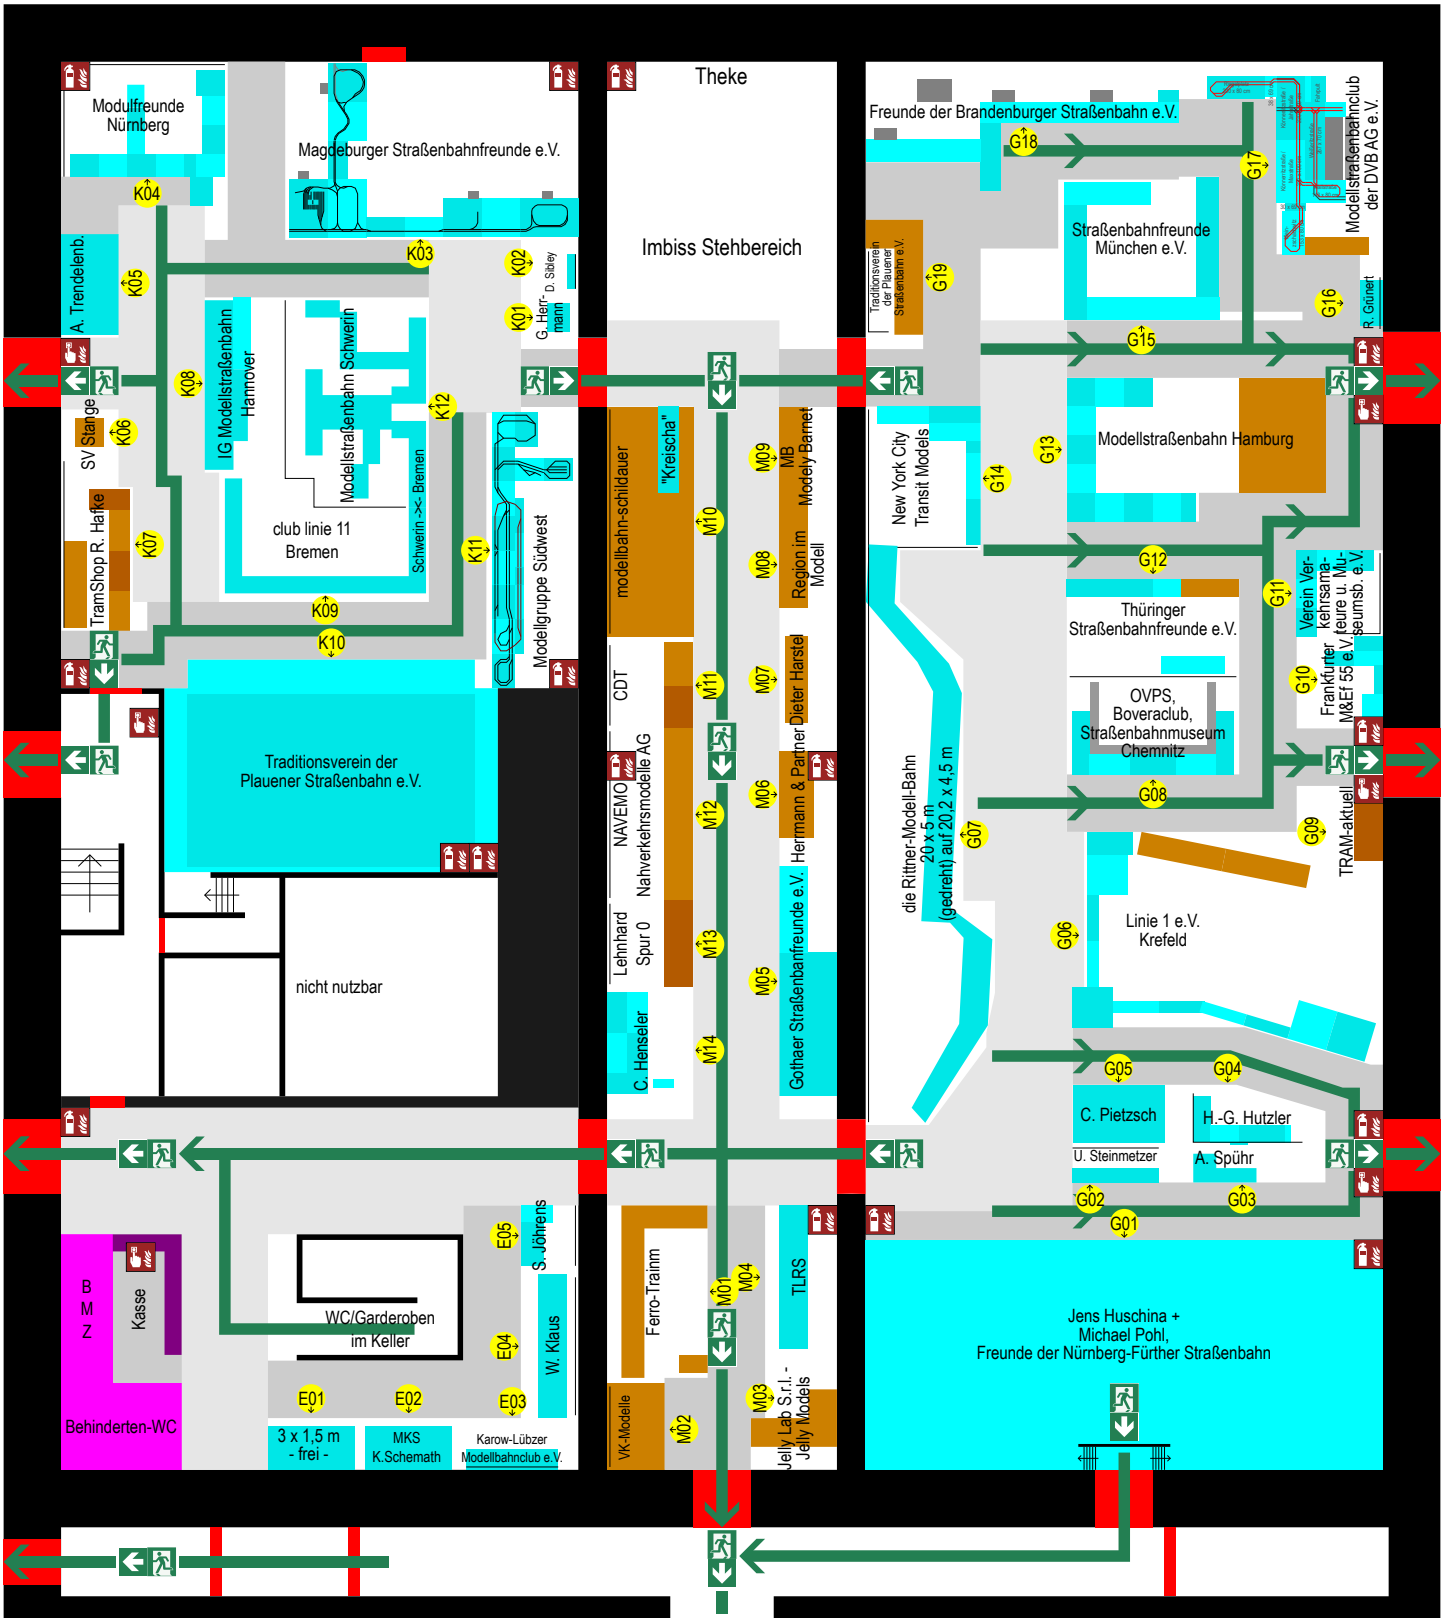 Theke
Modulfreunde
Nürnberg
Magdeburger Straßenbahnfreunde e.V.
Freunde der Brandenburger Straßenbahn e.V.
G18
G17
Modellstraßenbahnclub
der DVB AG e.V.
K04
K03
K02
D. Sibley
K05
A. Trendelenb.
K01
G. Herr-
mann
Imbiss Stehbereich
Traditionsverein
der Plauener
Straßenbahn e.V.
G19
Straßenbahnfreunde
München e.V.
G16
R. Grünert
G15
K08
IG Modellstraßenbahn
Hannover
Modellstraßenbahn Schwerin
K12
SV Stange
K06
Schwerin -><- Bremen
club linie 11
Bremen
TramShop R. Hafke
K07
K11
Modellgruppe Südwest
K09
K10
modellbahn-schildauer
"Kreischa"
M10
M09
MB
Modely Barnet
M08
Region im
Modell
New York City
Transit Models
G14
G13
Modellstraßenbahn Hamburg
G12
G11
Verein Ver-
kehrsama-
teure u. Mu-
seumsb. e.V.
Thüringer
Straßenbahnfreunde e.V.
G10
Frankfurter
M&Ef 55 e.V.
OVPS,
Boveraclub,
Straßenbahnmuseum
Chemnitz
G08
G09
TRAM-aktuell
CDT
M11
M07
Dieter Harstel
Traditionsverein der
Plauener Straßenbahn e.V.
NAVEMO
Nahverkehrsmodelle AG
M12
M06
Herrmann & Partner
die Rittner-Modell-Bahn
20 x 5 m
(gedreht) auf 20,2 x 4,5 m
G07
G06
Linie 1 e.V.
Krefeld
Lehnhard
Spur 0
M13
M05
Gothaer Straßenbanfreunde e.V.
nicht nutzbar
C. Henseler
M14
G05
G04
C. Pietzsch
H.-G. Hutzler
U. Steinmetzer
A. Spühr
G02
G03
G01
B
M
Z
Kasse
Behinderten-WC
WC/Garderoben
im Keller
E05
S. Jöhrens
E04
W. Klaus
E01
E02
E03
3 x 1,5 m
- frei -
MKS
K.Schemath
Karow-Lübzer
Modellbahnclub e.V.
Ferro-Trainm
M01
M04
TLRS
VK-Modelle
M02
M03
Jelly Lab S.r.l. -
Jelly Models
Jens Huschina +
Michael Pohl,
Freunde der Nürnberg-Fürther Straßenbahn